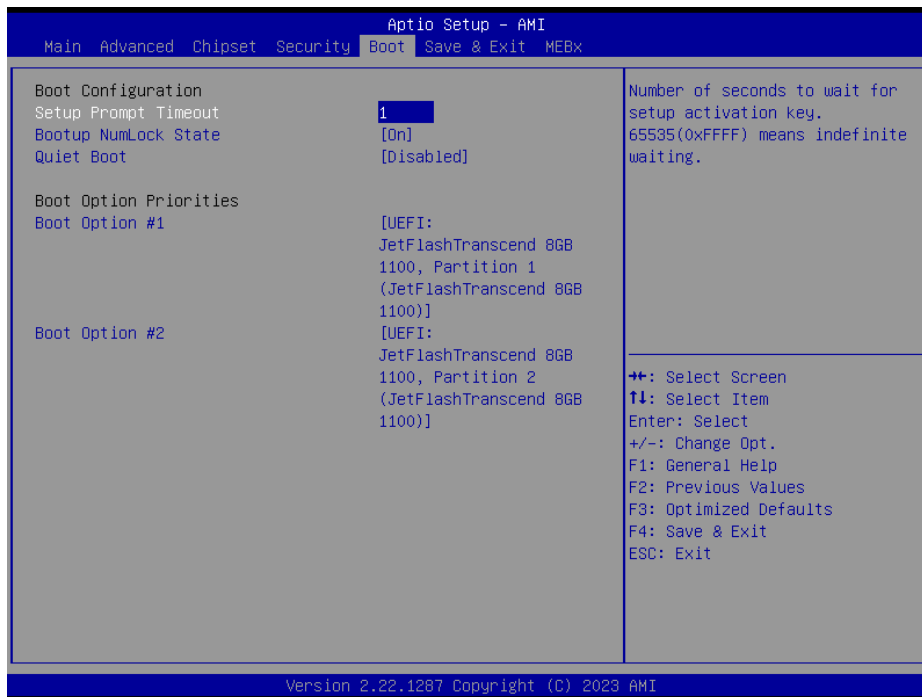 Aptio Setup – AMI
Main Advanced Chipset Security Boot Save & Exit MEBx
Boot Configuration
Setup Prompt Timeout 1
Bootup NumLock State [On]
Quiet Boot [Disabled]
Boot Option Priorities
Boot Option #1 [UEFI:
JetFlashTranscend 8GB
1100, Partition 1
(JetFlashTranscend 8GB
1100)]
Boot Option #2 [UEFI:
JetFlashTranscend 8GB
1100, Partition 2
(JetFlashTranscend 8GB
1100)]
Number of seconds to wait for
setup activation key.
65535(0xFFFF) means indefinite
waiting.
→←: Select Screen
↑↓: Select Item
Enter: Select
+/-: Change Opt.
F1: General Help
F2: Previous Values
F3: Optimized Defaults
F4: Save & Exit
ESC: Exit
Version 2.22.1287 Copyright (C) 2023 AMI